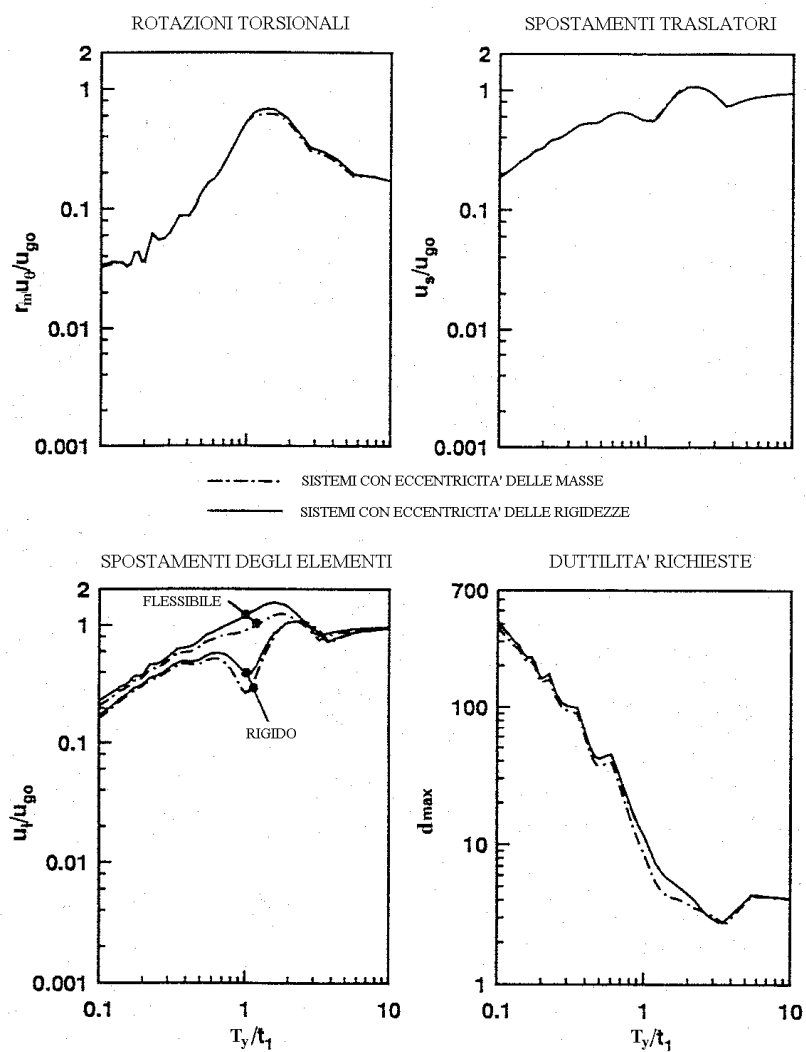 ROTAZIONI TORSIONALI
SPOSTAMENTI TRASLATORI
2
1
0.1
0.01
0.001
r_m u_θ/u_go
2
1
0.1
0.01
0.001
u_s/u_go
SISTEMI CON ECCENTRICITA' DELLE MASSE
SISTEMI CON ECCENTRICITA' DELLE RIGIDEZZE
SPOSTAMENTI DEGLI ELEMENTI
DUTTILITA' RICHIESTE
2
1
0.1
0.01
0.001
u_i/u_go
FLESSIBILE
RIGIDO
0.1
1
10
T_y/t_1
700
100
10
1
d max
0.1
1
10
T_y/t_1